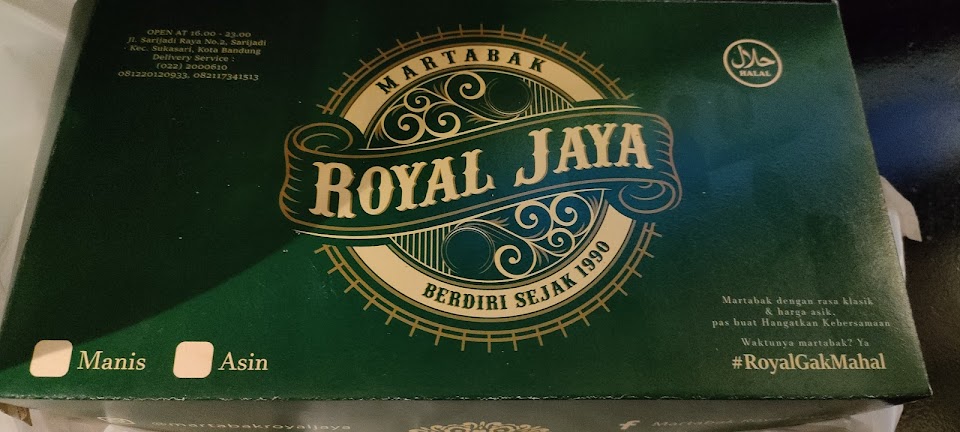 OPEN AT 16.00 - 23.00
Jl. Sarijadi Raya No.2, Sarijadi
Kec. Sukasari, Kota Bandung
Delivery Service :
(022) 2000610
081220120933, 082117341513
MARTABAK
ROYAL JAYA
BERDIRI SEJAK 1990
حلال
HALAL
Manis
Asin
Martabak dengan rasa klasik
& harga asik,
pas buat Hangatkan Kebersamaan
Waktunya martabak? Ya
#RoyalGakMahal
@martabakroyaljaya